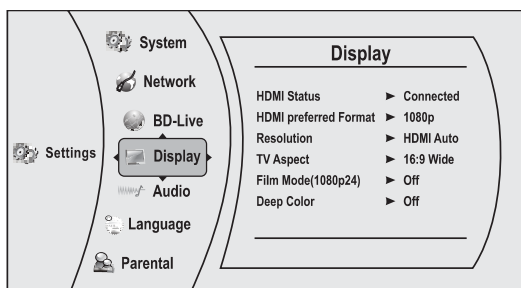 Settings
System
Network
BD-Live
Display
Audio
Language
Parental
Display
HDMI Status ► Connected
HDMI preferred Format ► 1080p
Resolution ► HDMI Auto
TV Aspect ► 16:9 Wide
Film Mode(1080p24) ► Off
Deep Color ► Off